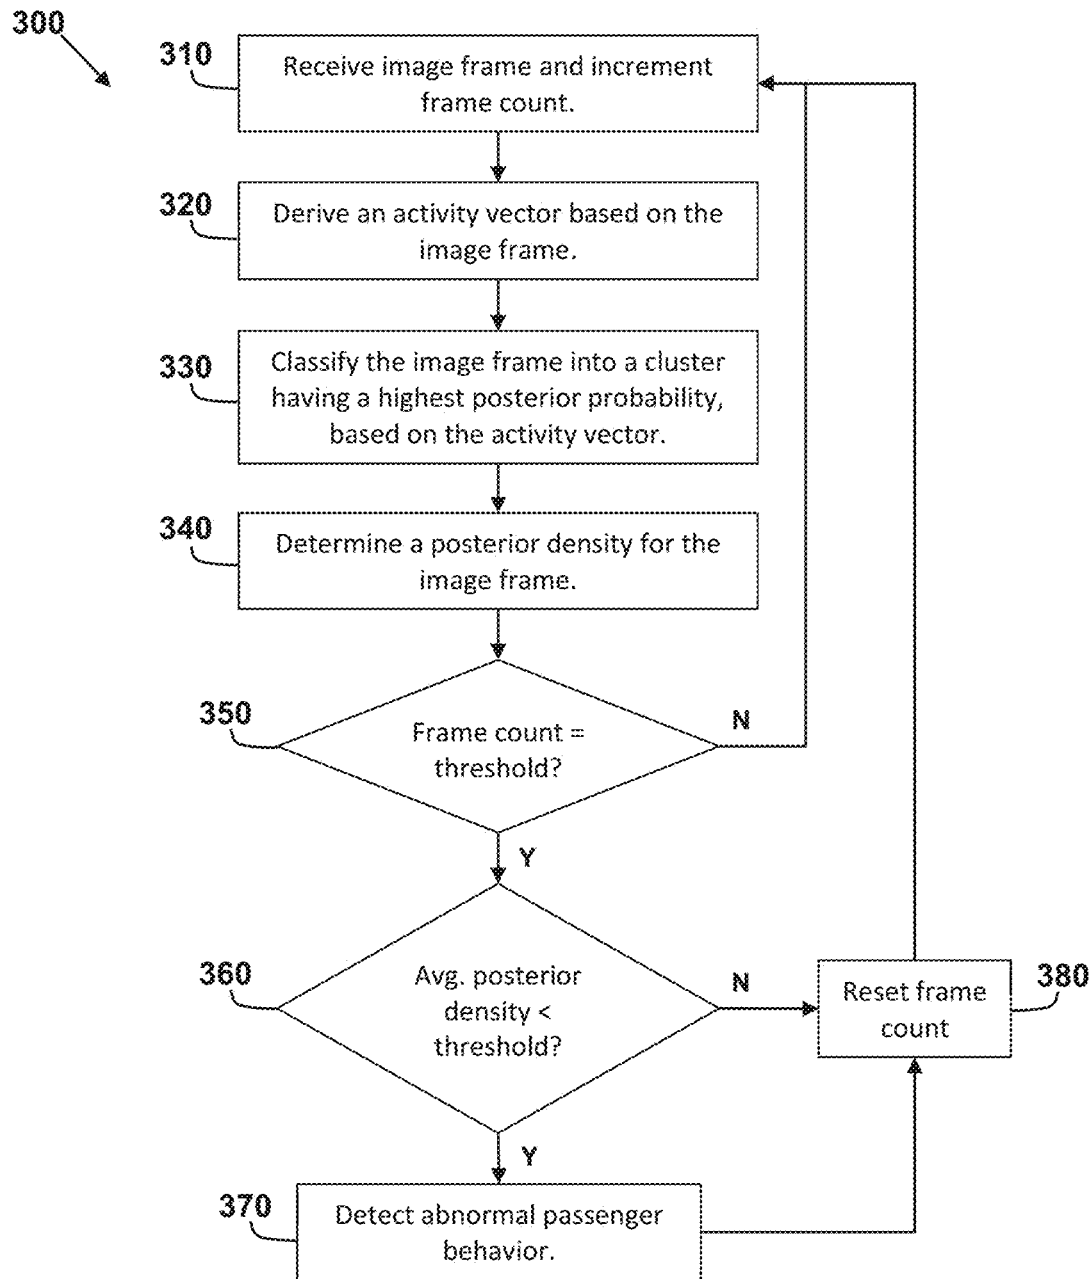 300
310
Receive image frame and increment
frame count.
320
Derive an activity vector based on the
image frame.
330
Classify the image frame into a cluster
having a highest posterior probability,
based on the activity vector.
340
Determine a posterior density for the
image frame.
350
Frame count =
threshold?
N
Y
360
Avg. posterior
density <
threshold?
N
Reset frame
count
380
Y
370
Detect abnormal passenger
behavior.